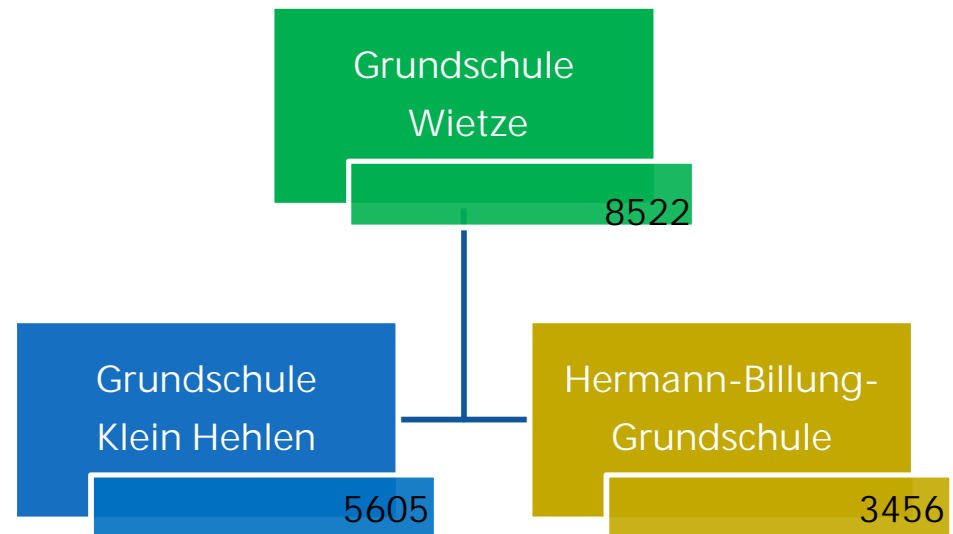 Grundschule
Wietze
8522
Grundschule
Klein Hehlen
5605
Hermann-Billung-
Grundschule
3456